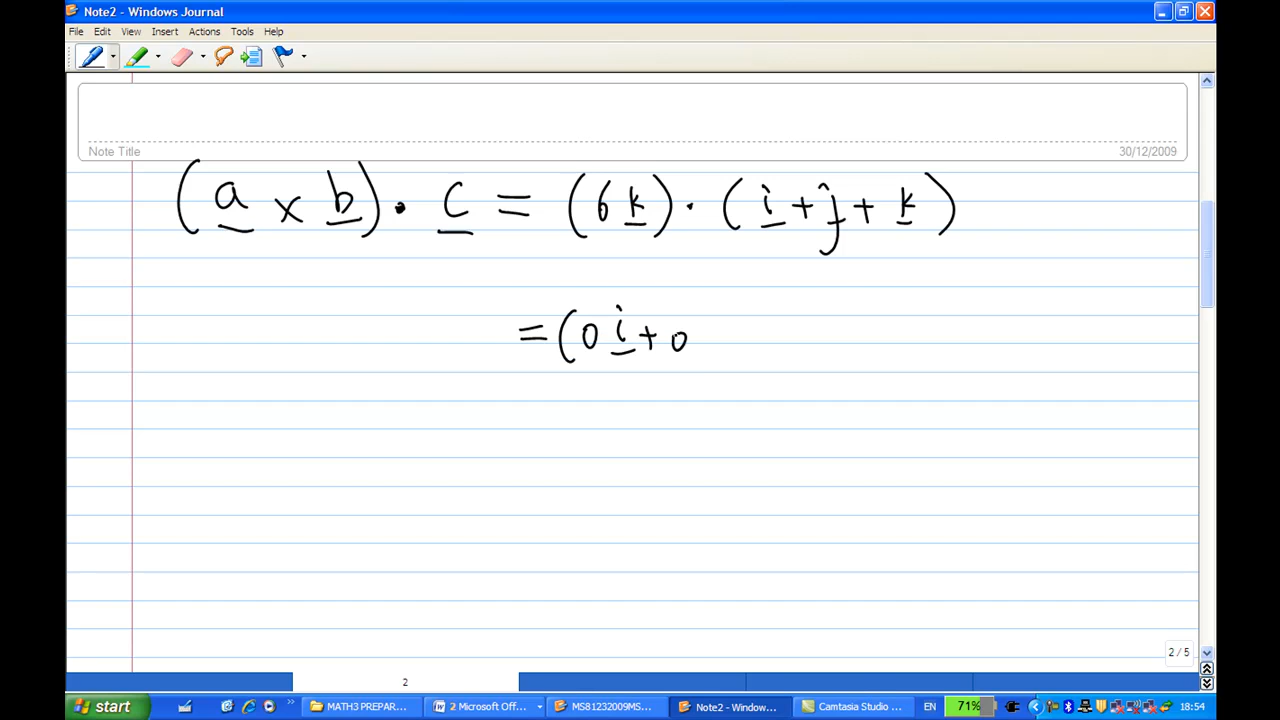 Note2 - Windows Journal
File Edit View Insert Actions Tools Help
Note Title
30/12/2009
(a x b) • c = (6k) · (i + j + k)
= (0i + 0
2 / 5
2
start
MATH3 PREPAR...
2 Microsoft Off...
MS81232009MS...
Note2 - Window...
Camtasia Studio ...
EN
71%
18:54